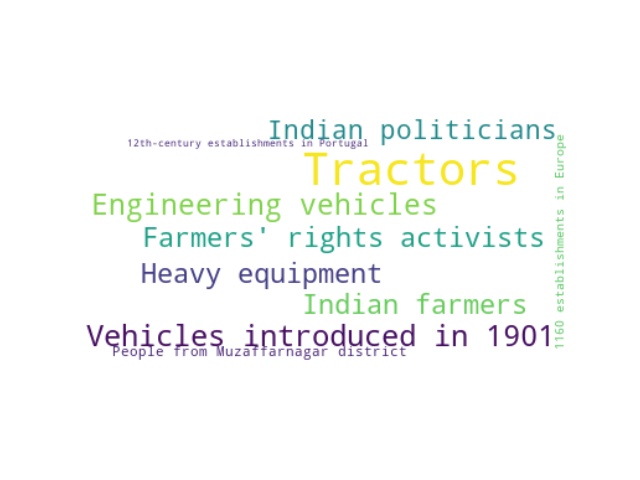 Indian politicians
12th-century establishments in Portugal
Tractors
Engineering vehicles
Farmers' rights activists
Heavy equipment
Indian farmers
Vehicles introduced in 1901
People from Muzaffarnagar district
1160 establishments in Europe